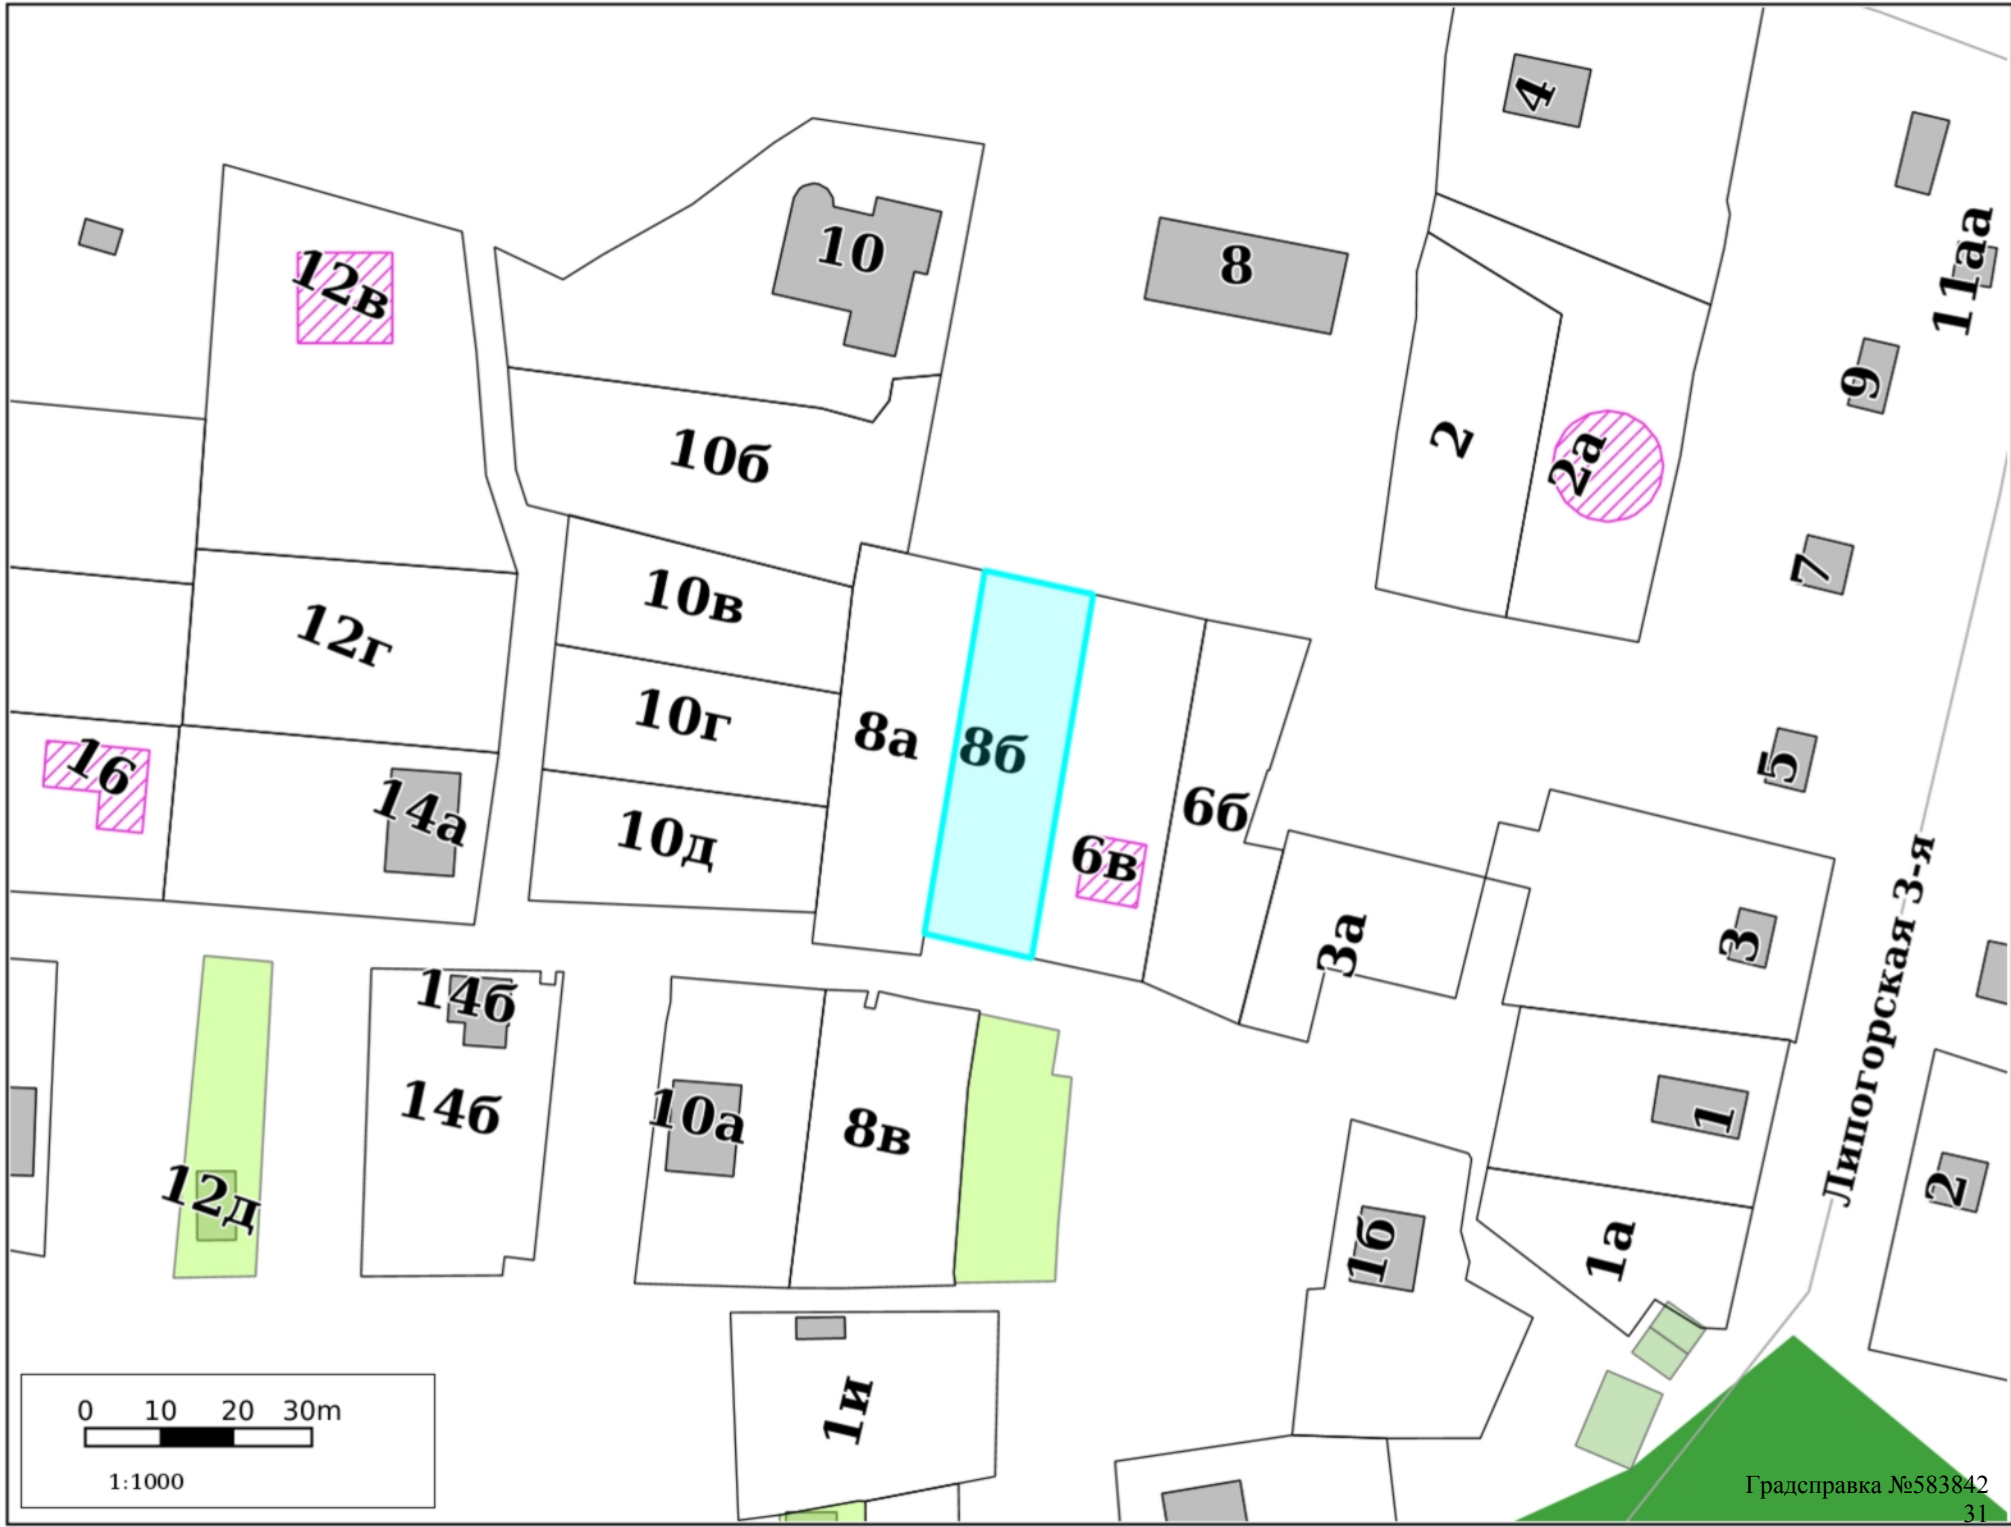 4
11аа
12в
10
8
9
10б
2
2а
7
10в
12г
10г
8а
8б
5
16
14а
10д
6б
6в
3а
3
Липогорская 3-я
14б
14б
10а
8в
1
2
12д
1б
1а
1и
0 10 20 30m
1:1000
Градсправка №583842
31